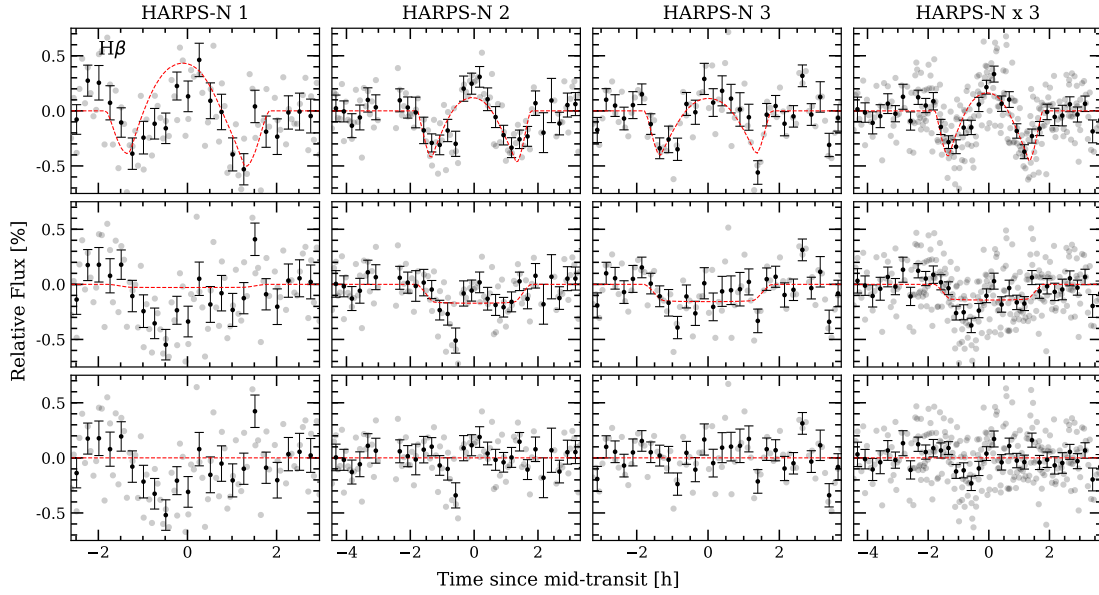 HARPS-N 1 HARPS-N 2 HARPS-N 3 HARPS-N x 3
Hβ
0.5
0.0
-0.5
0.5
0.0
-0.5
0.5
0.0
-0.5
Relative Flux [%]
−2 0 2 −4 −2 0 2 −2 0 2 −4 −2 0 2
Time since mid-transit [h]